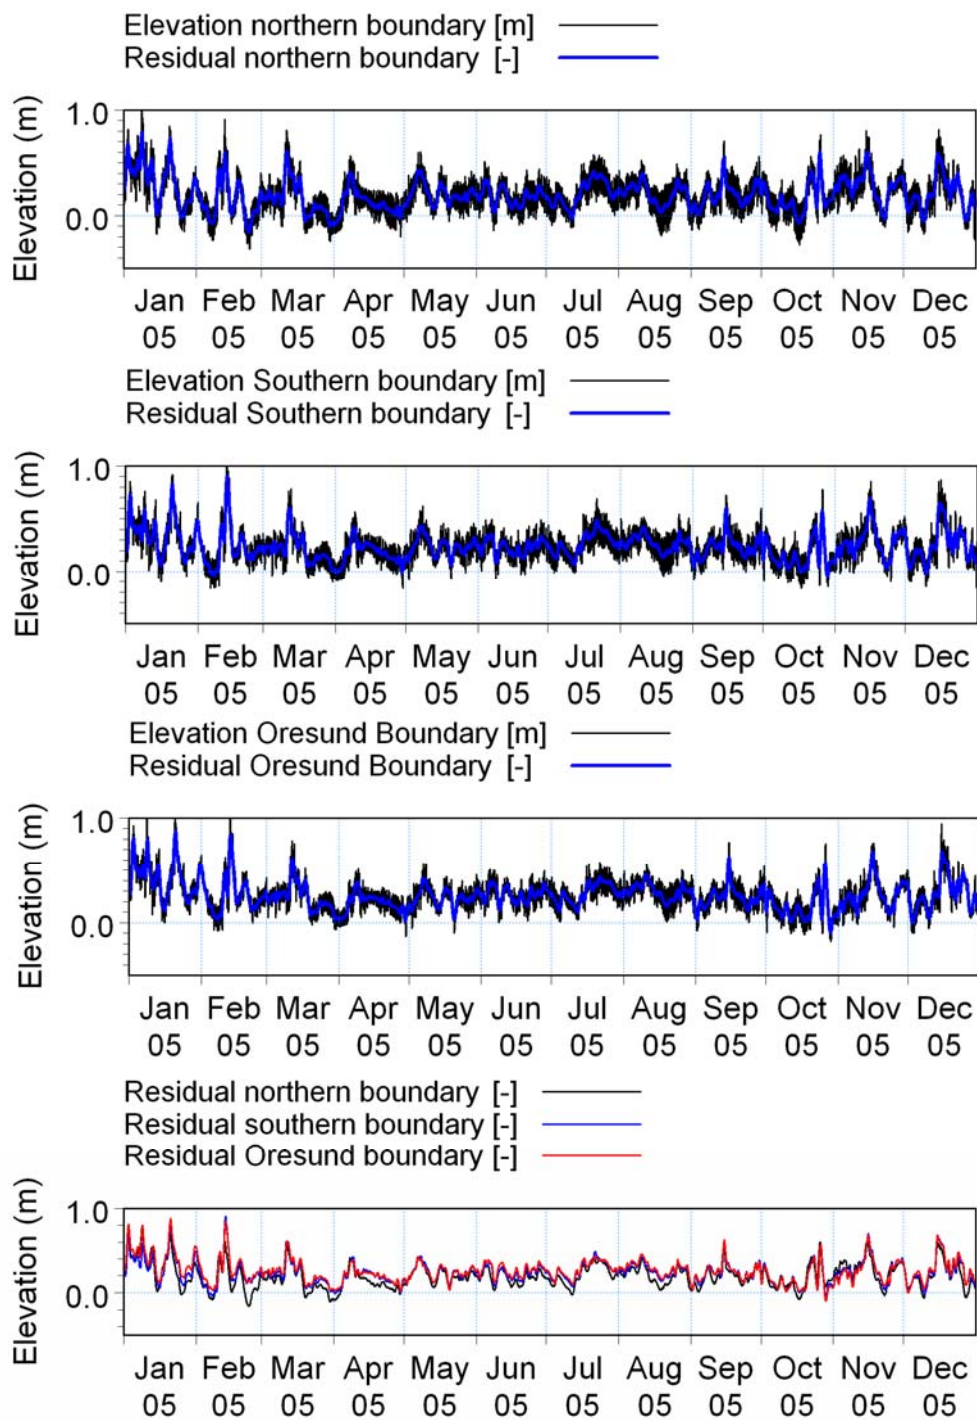 Elevation northern boundary [m]
Residual northern boundary [-]
Elevation (m)
1.0
0.0
Jan Feb Mar Apr May Jun Jul Aug Sep Oct Nov Dec
05 05 05 05 05 05 05 05 05 05 05 05
Elevation Southern boundary [m]
Residual Southern boundary [-]
Elevation (m)
1.0
0.0
Jan Feb Mar Apr May Jun Jul Aug Sep Oct Nov Dec
05 05 05 05 05 05 05 05 05 05 05 05
Elevation Oresund Boundary [m]
Residual Oresund Boundary [-]
Elevation (m)
1.0
0.0
Jan Feb Mar Apr May Jun Jul Aug Sep Oct Nov Dec
05 05 05 05 05 05 05 05 05 05 05 05
Residual northern boundary [-]
Residual southern boundary [-]
Residual Oresund boundary [-]
Elevation (m)
1.0
0.0
Jan Feb Mar Apr May Jun Jul Aug Sep Oct Nov Dec
05 05 05 05 05 05 05 05 05 05 05 05